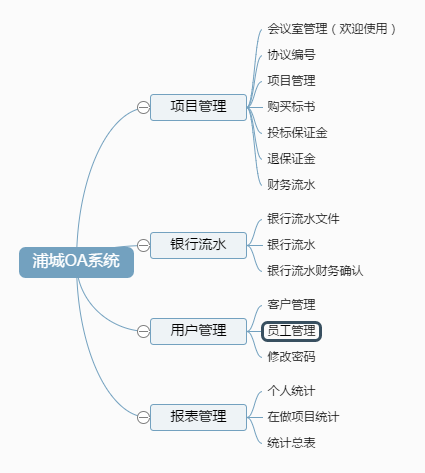 浦城OA系统
项目管理
会议室管理（欢迎使用）
协议编号
项目管理
购买标书
投标保证金
退保证金
财务流水
银行流水
银行流水文件
银行流水
银行流水财务确认
用户管理
客户管理
员工管理
修改密码
报表管理
个人统计
在做项目统计
统计总表